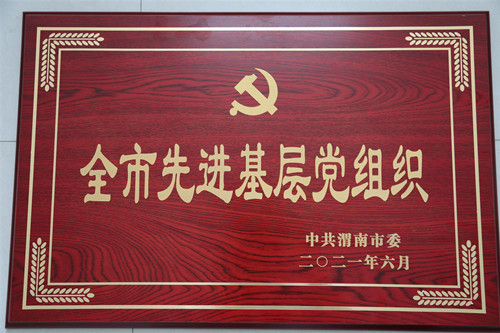 全市先进基层党组织
中共渭南市委
二〇二一年六月